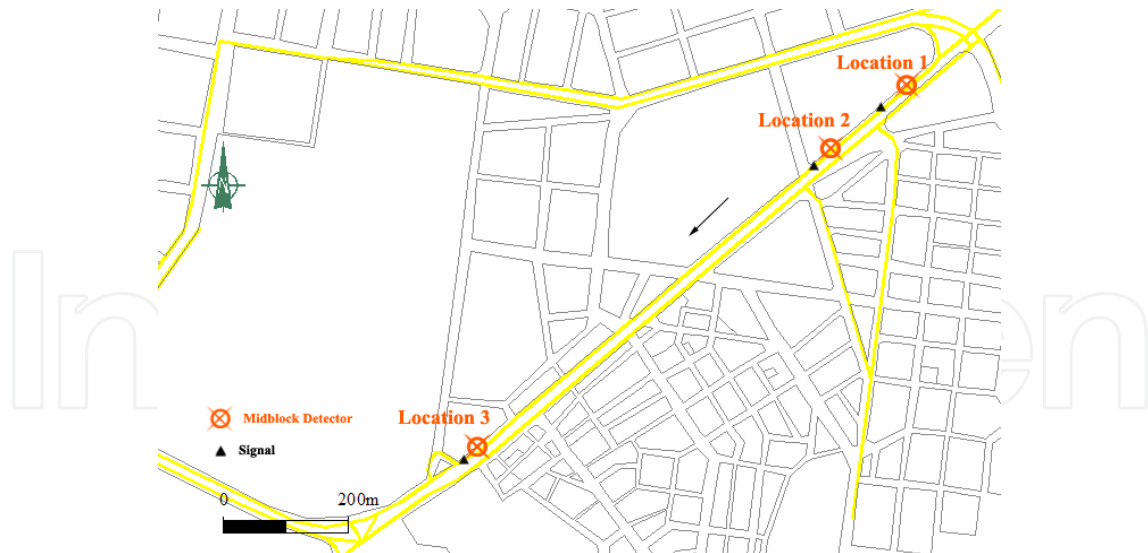 Location 1
Location 2
Location 3
Midblock Detector
Signal
0 200m